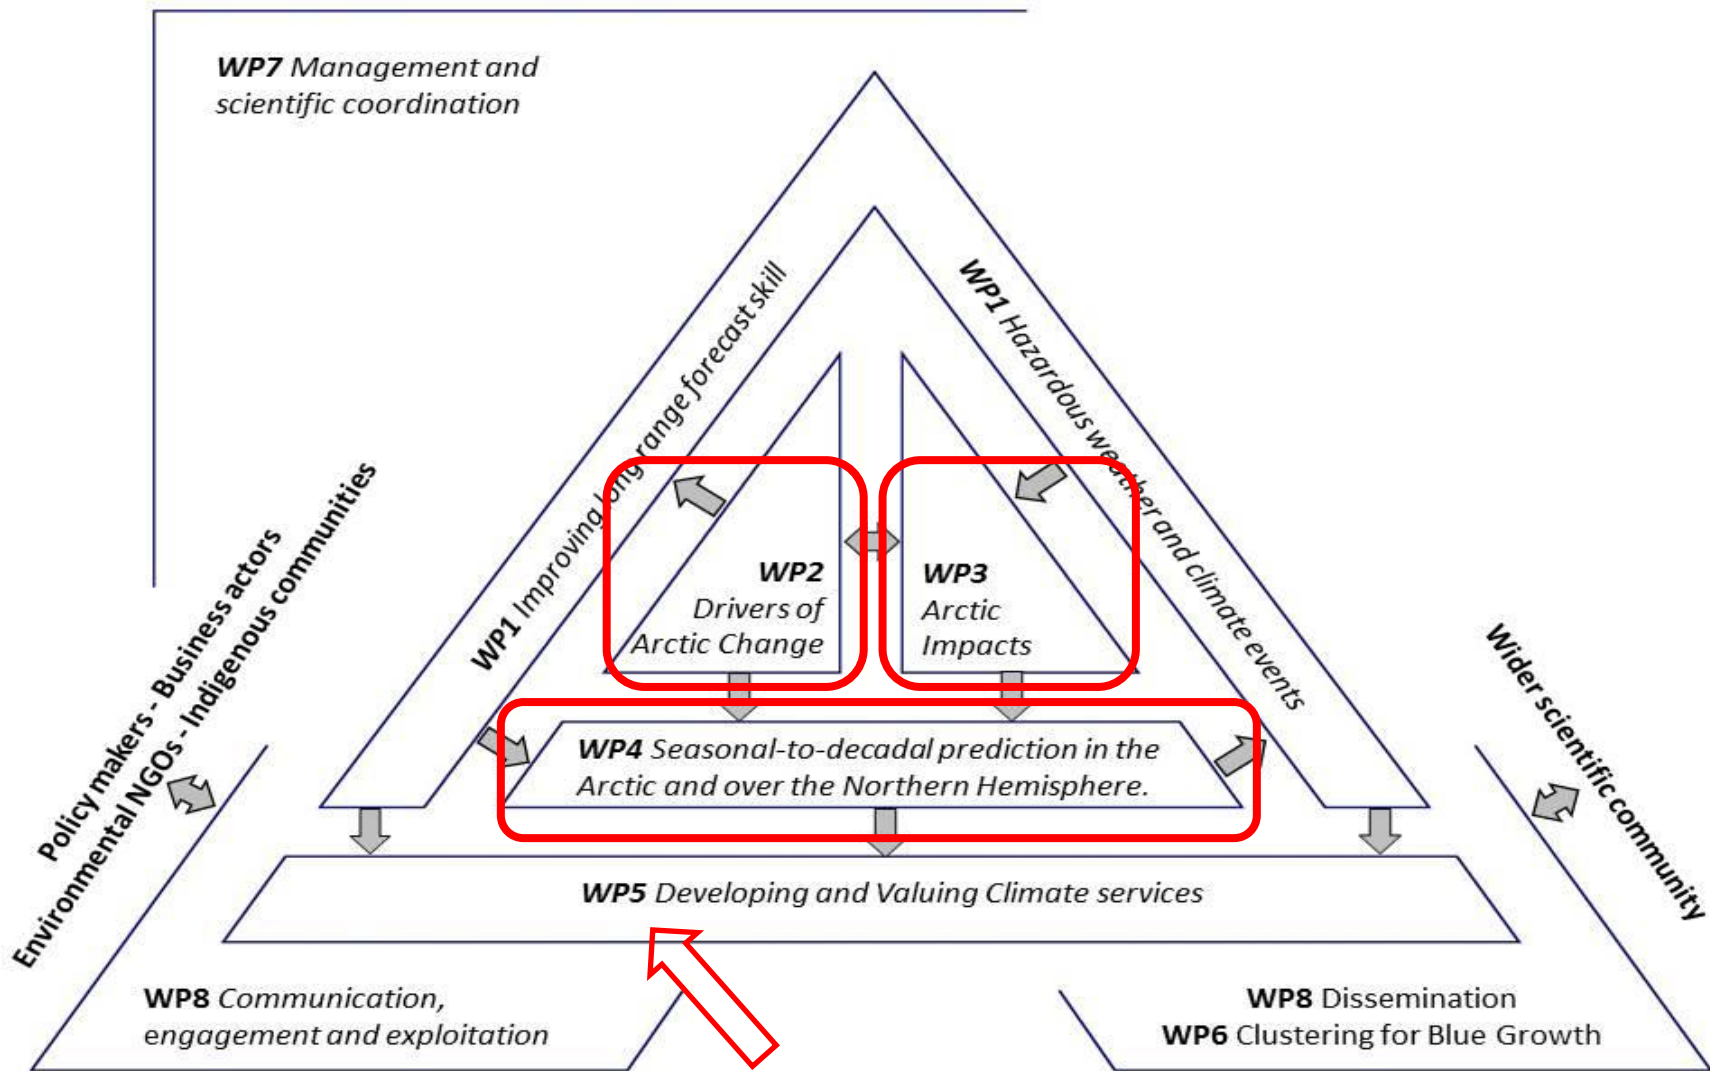 WP7 Management and
scientific coordination
WP1 Improving long range forecast skill
WP1 Hazardous weather and climate events
WP2
Drivers of
Arctic Change
WP3
Arctic
Impacts
WP4 Seasonal-to-decadal prediction in the
Arctic and over the Northern Hemisphere.
Policy makers - Business actors
Environmental NGOs - Indigenous communities
Wider scientific community
WP5 Developing and Valuing Climate services
WP8 Communication,
engagement and exploitation
WP8 Dissemination
WP6 Clustering for Blue Growth